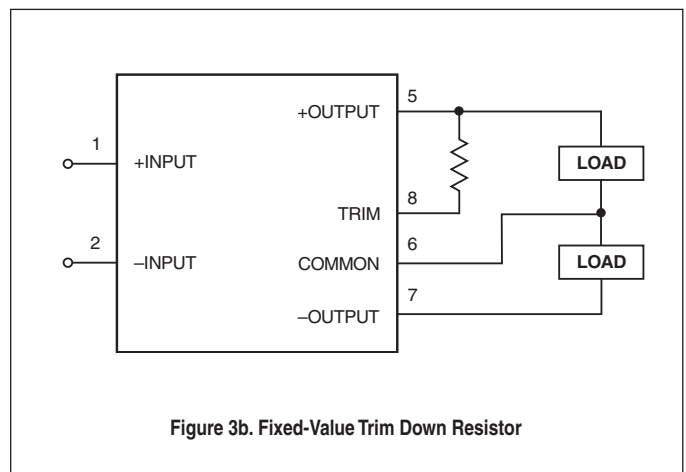 5
+OUTPUT
1
LOAD
+INPUT
8
TRIM
6
2
–INPUT
COMMON
LOAD
7
–OUTPUT
Figure 3b. Fixed-Value Trim Down Resistor